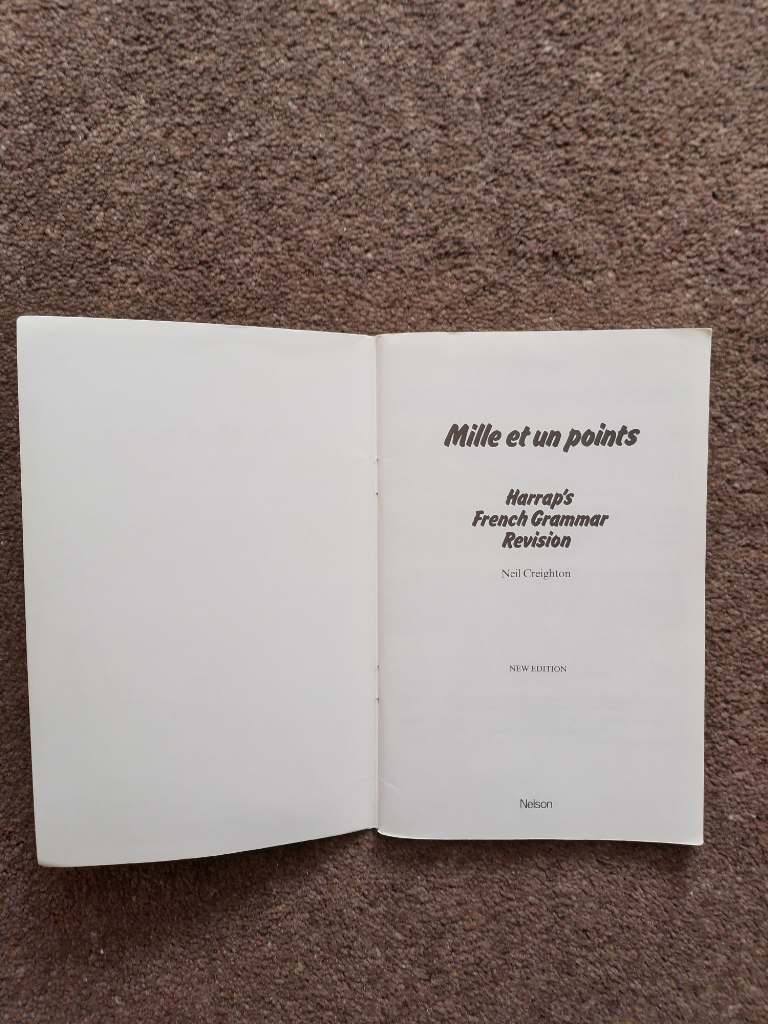 Mille et un points
Harrap's
French Grammar
Revision
Neil Creighton
NEW EDITION
Nelson